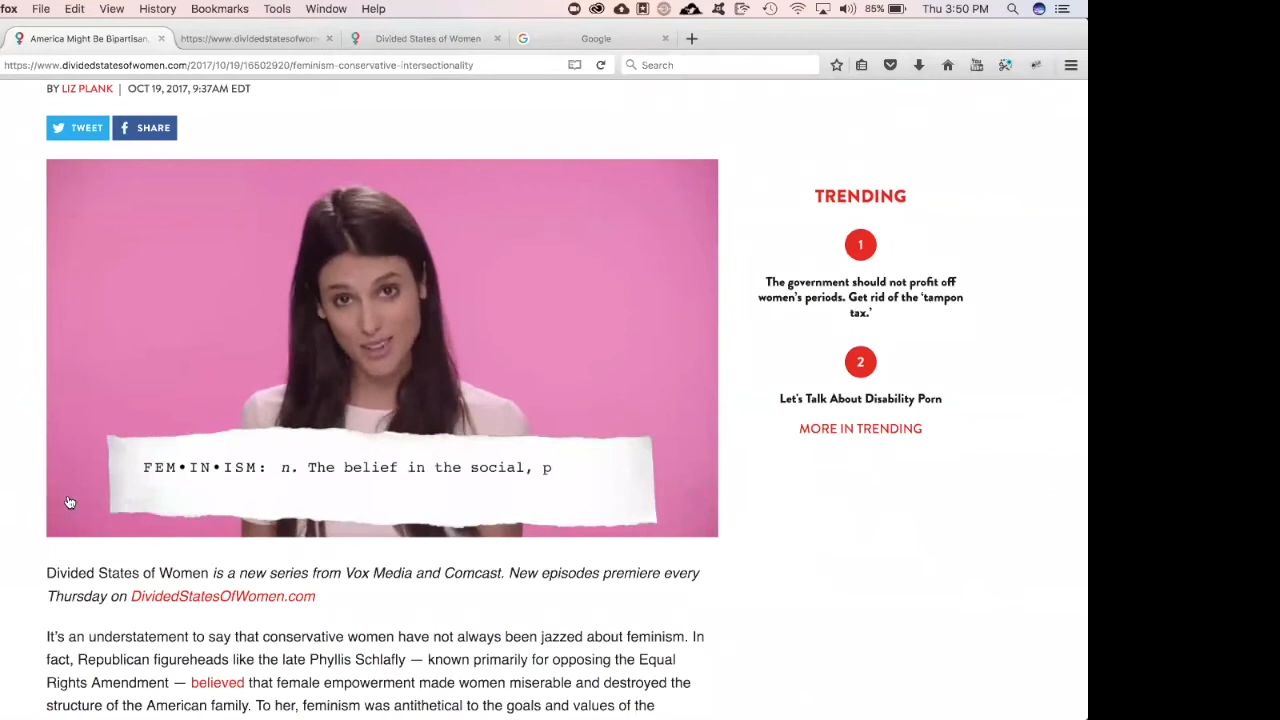 fox File Edit View History Bookmarks Tools Window Help 85% Thu 3:50 PM
America Might Be Bipartisan, https://www.dividedstatesofwom Divided States of Women Google
https://www.dividedstatesofwomen.com/2017/10/19/16502920/feminism-conservative-intersectionality Search
BY LIZ PLANK | OCT 19, 2017, 9:37AM EDT
TWEET SHARE
FEM•IN•ISM: n. The belief in the social, p
TRENDING
1
The government should not profit off
women's periods. Get rid of the 'tampon
tax.'
2
Let's Talk About Disability Porn
MORE IN TRENDING
Divided States of Women is a new series from Vox Media and Comcast. New episodes premiere every
Thursday on DividedStatesOfWomen.com
It's an understatement to say that conservative women have not always been jazzed about feminism. In
fact, Republican figureheads like the late Phyllis Schlafly — known primarily for opposing the Equal
Rights Amendment — believed that female empowerment made women miserable and destroyed the
structure of the American family. To her, feminism was antithetical to the goals and values of the